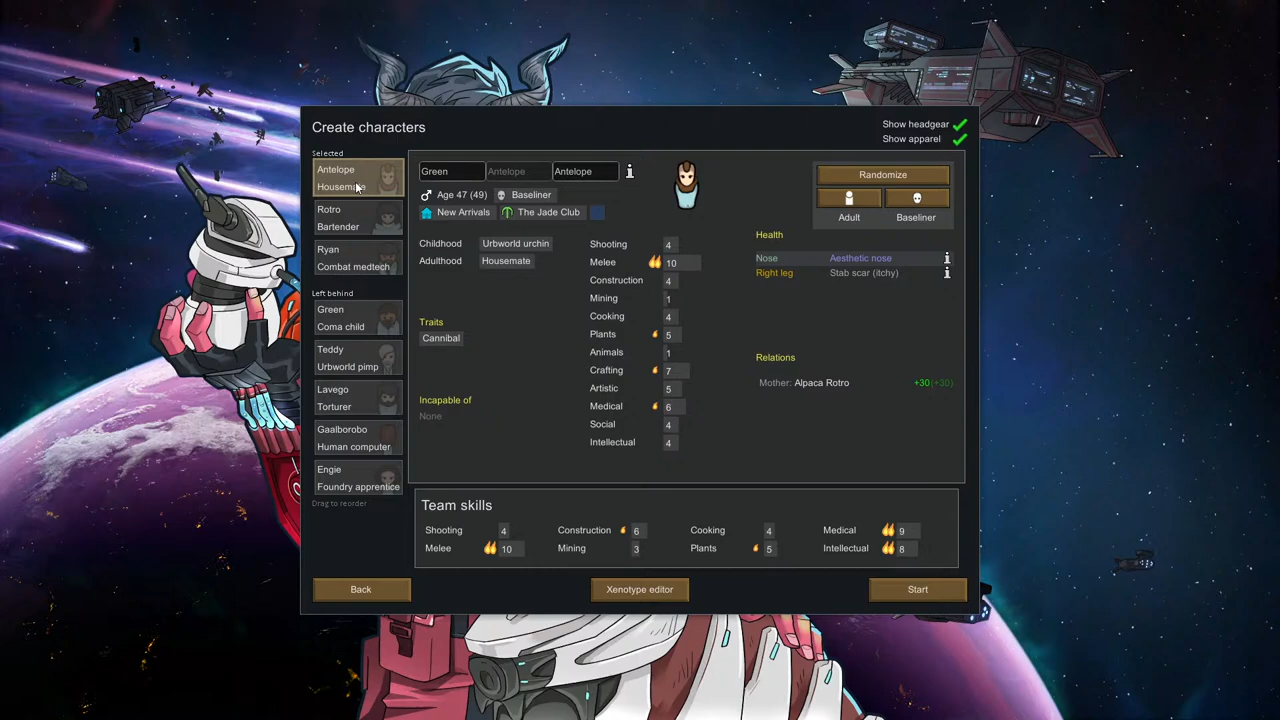 Create characters
Show headgear
Show apparel
Selected
Antelope
Housemate
Rotro
Bartender
Ryan
Combat medtech
Left behind
Green
Coma child
Teddy
Urbworld pimp
Lavego
Torturer
Gaalborobo
Human computer
Engie
Foundry apprentice
Drag to reorder
Green Antelope Antelope
Age 47 (49) Baseliner
New Arrivals The Jade Club
Childhood Urbworld urchin
Adulthood Housemate
Traits
Cannibal
Incapable of
None
Shooting 4
Melee 10
Construction 4
Mining 1
Cooking 4
Plants 5
Animals 1
Crafting 7
Artistic 5
Medical 6
Social 4
Intellectual 4
Randomize
Adult Baseliner
Health
Nose Aesthetic nose
Right leg Stab scar (itchy)
Relations
Mother: Alpaca Rotro +30(+30)
Team skills
Shooting 4 Construction 6 Cooking 4 Medical 9
Melee 10 Mining 3 Plants 5 Intellectual 8
Back Xenotype editor Start